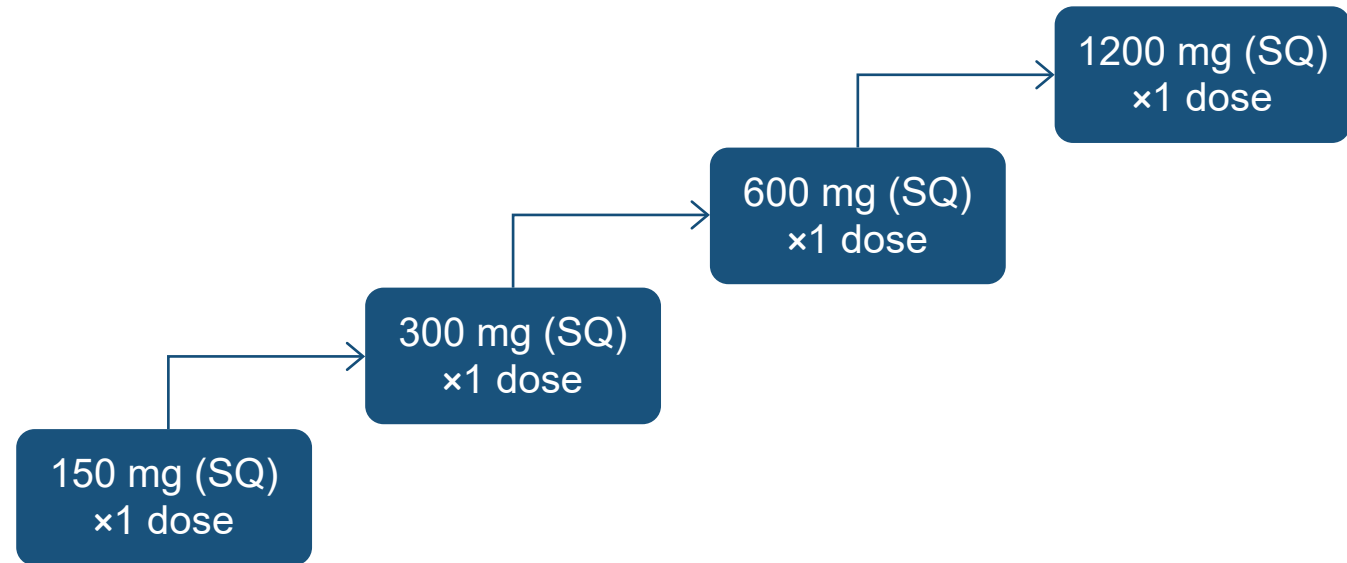 1200 mg (SQ)
×1 dose
600 mg (SQ)
×1 dose
300 mg (SQ)
×1 dose
150 mg (SQ)
×1 dose